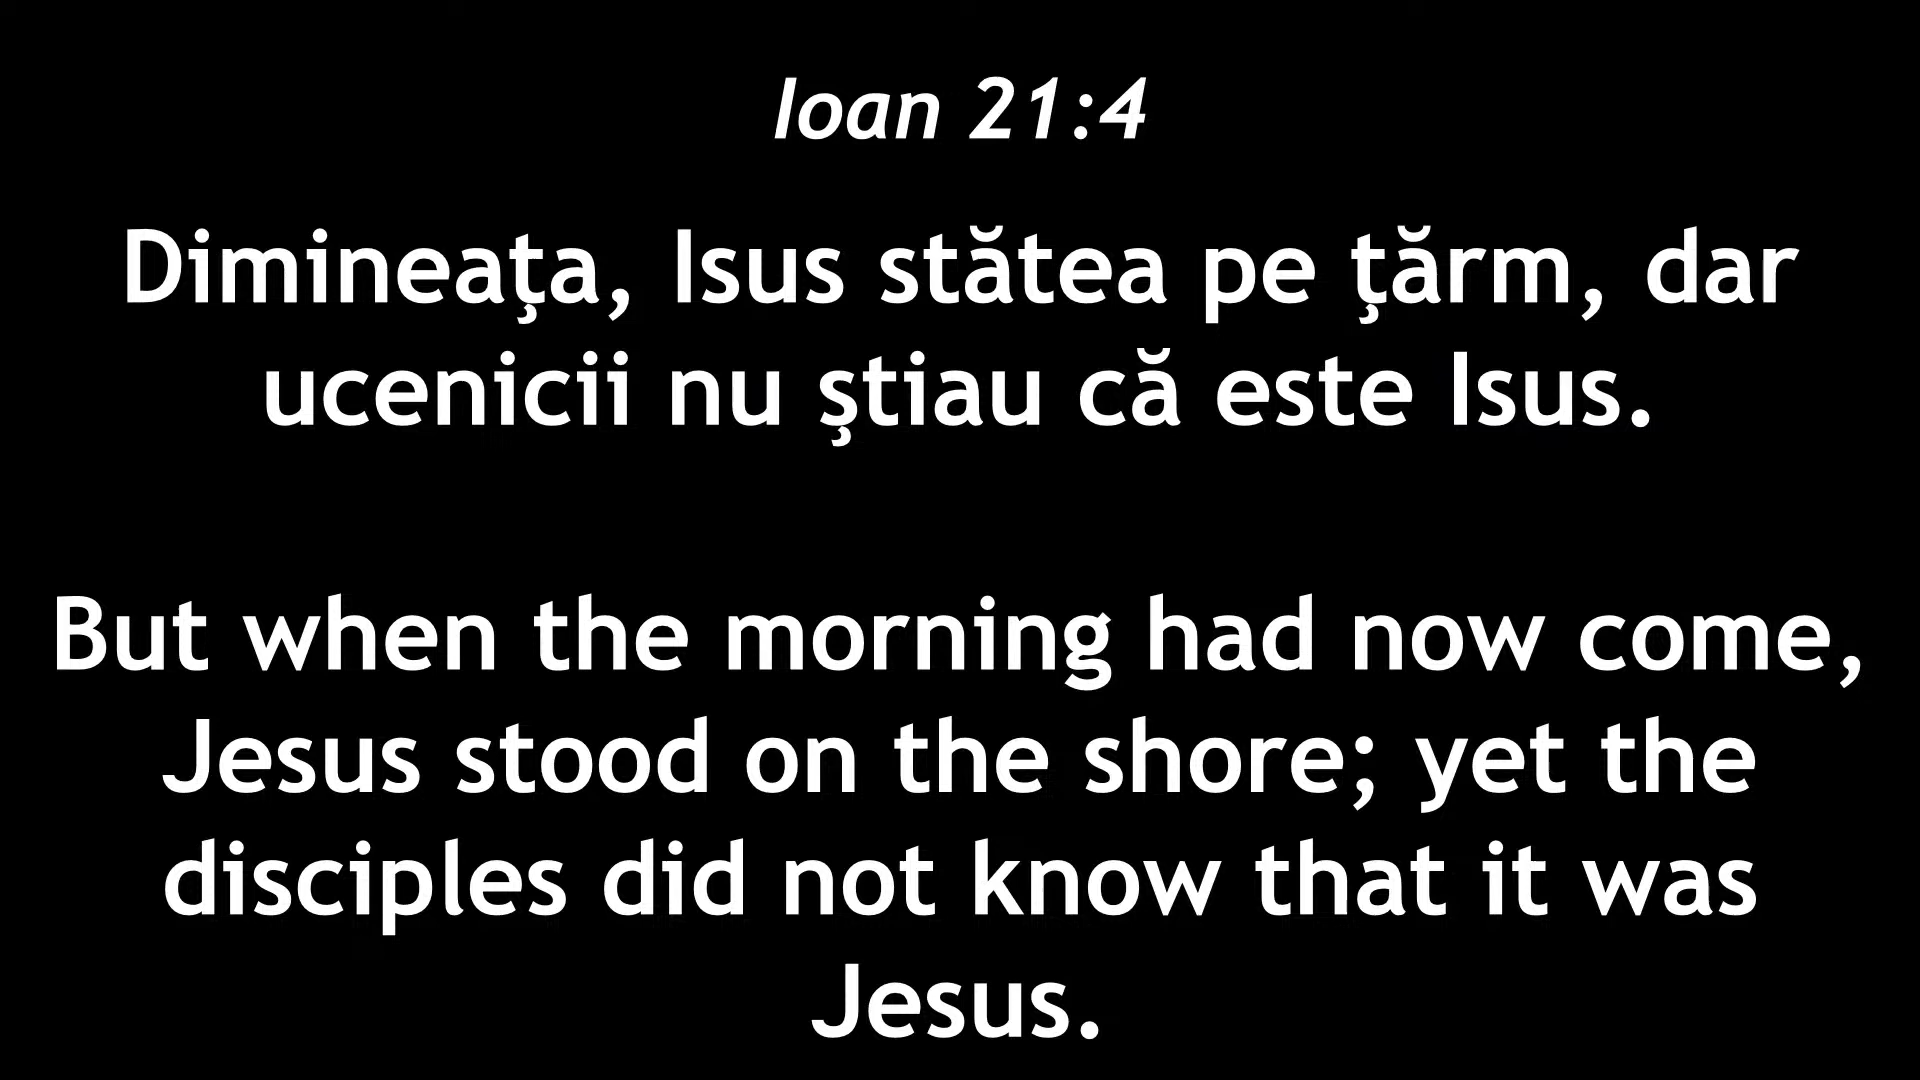 Ioan 21:4
Dimineaţa, Isus stătea pe ţărm, dar
ucenicii nu ştiau că este Isus.
But when the morning had now come,
Jesus stood on the shore; yet the
disciples did not know that it was
Jesus.